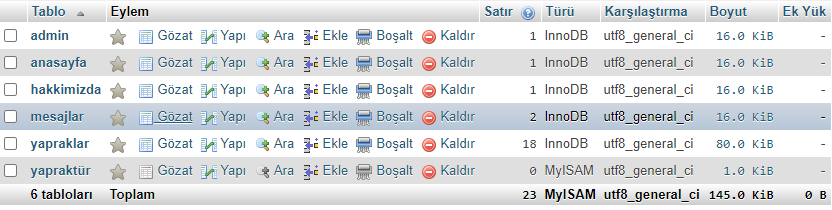 Tablo Eylem Satır Türü Karşılaştırma Boyut Ek Yük
admin Gözat Yapı Ara Ekle Boşalt Kaldır 1 InnoDB utf8_general_ci 16.0 KiB -
anasayfa Gözat Yapı Ara Ekle Boşalt Kaldır 1 InnoDB utf8_general_ci 16.0 KiB -
hakkimizda Gözat Yapı Ara Ekle Boşalt Kaldır 1 InnoDB utf8_general_ci 16.0 KiB -
mesajlar Gözat Yapı Ara Ekle Boşalt Kaldır 2 InnoDB utf8_general_ci 16.0 KiB -
yapraklar Gözat Yapı Ara Ekle Boşalt Kaldır 18 InnoDB utf8_general_ci 80.0 KiB -
yapraktür Gözat Yapı Ara Ekle Boşalt Kaldır 0 MyISAM utf8_general_ci 1.0 KiB -
6 tabloları Toplam 23 MyISAM utf8_general_ci 145.0 KiB 0 B